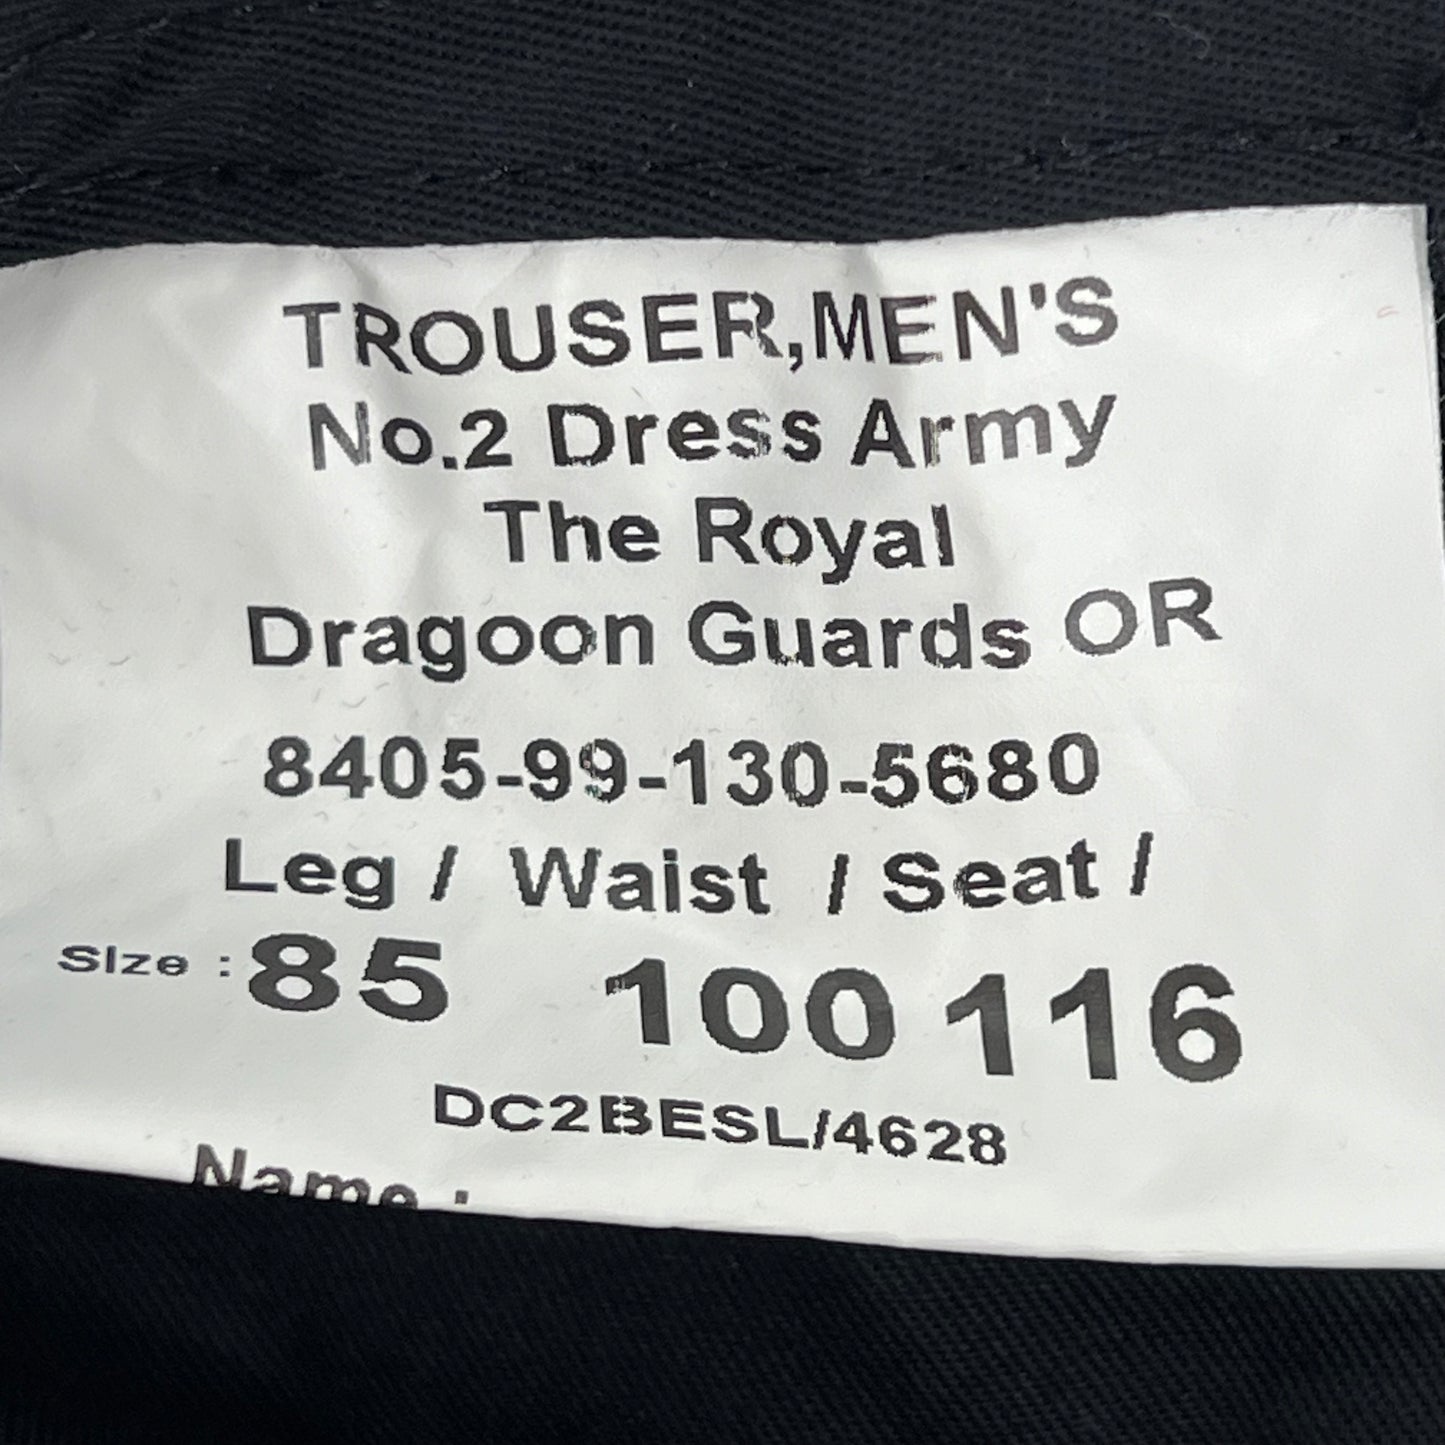 TROUSER,MEN'S
No.2 Dress Army
The Royal
Dragoon Guards OR
8405-99-130-5680
Leg / Waist / Seat /
Size : 85 100 116
DC2BESL/4628
Name :